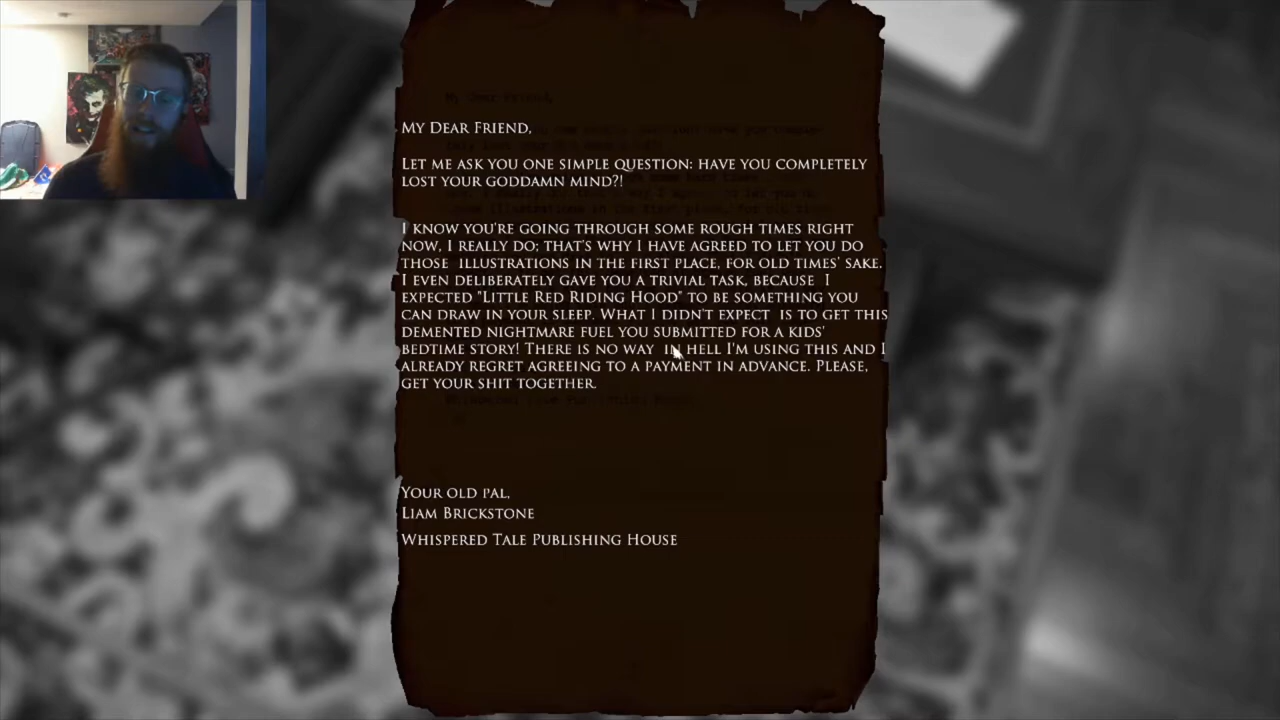 MY DEAR FRIEND,
LET ME ASK YOU ONE SIMPLE QUESTION: HAVE YOU COMPLETELY
LOST YOUR GODDAMN MIND?!
I KNOW YOU'RE GOING THROUGH SOME ROUGH TIMES RIGHT
NOW, I REALLY DO; THAT'S WHY I HAVE AGREED TO LET YOU DO
THOSE ILLUSTRATIONS IN THE FIRST PLACE, FOR OLD TIMES' SAKE.
I EVEN DELIBERATELY GAVE YOU A TRIVIAL TASK, BECAUSE I
EXPECTED "LITTLE RED RIDING HOOD" TO BE SOMETHING YOU
CAN DRAW IN YOUR SLEEP. WHAT I DIDN'T EXPECT IS TO GET THIS
DEMENTED NIGHTMARE FUEL YOU SUBMITTED FOR A KIDS'
BEDTIME STORY! THERE IS NO WAY IN HELL I'M USING THIS AND I
ALREADY REGRET AGREEING TO A PAYMENT IN ADVANCE. PLEASE,
GET YOUR SHIT TOGETHER.
YOUR OLD PAL,
LIAM BRICKSTONE
WHISPERED TALE PUBLISHING HOUSE